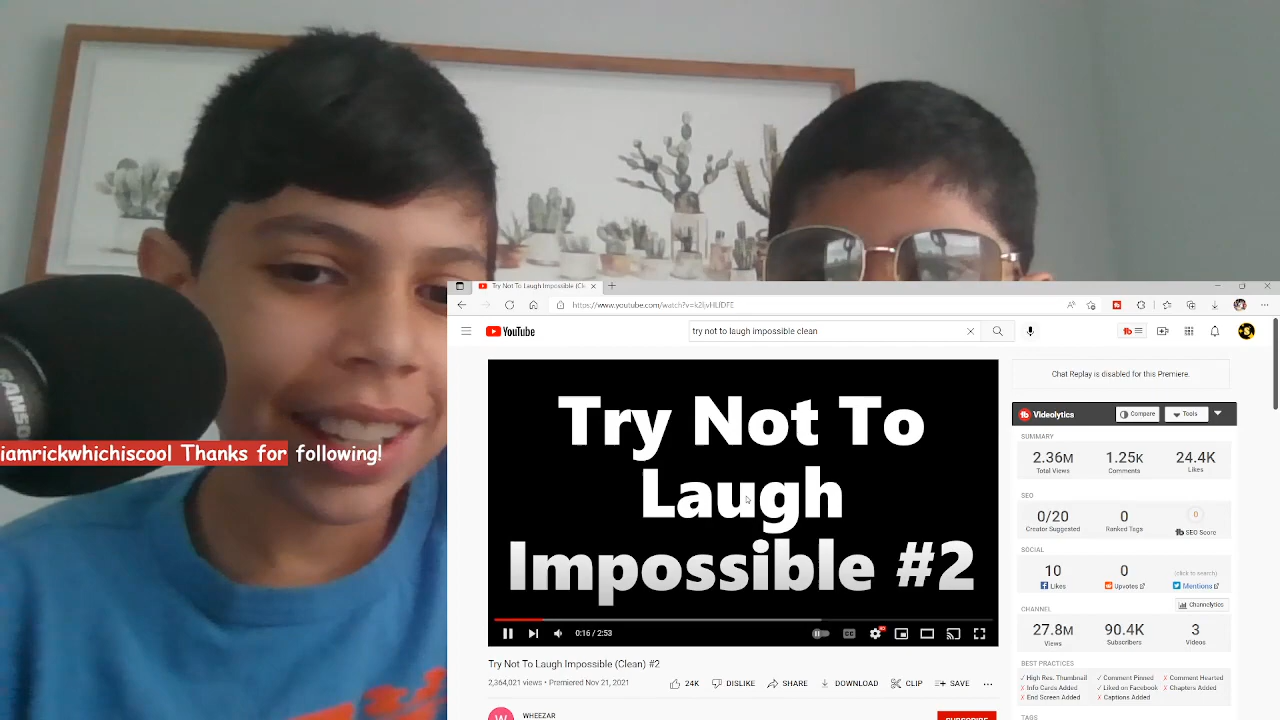 Try Not To Laugh Impossible (Cl
https://www.youtube.com/watch?v=k2ljvHLlDFE
YouTube
try not to laugh impossible clean
Chat Replay is disabled for this Premiere.
Try Not To
Laugh
Impossible #2
Videolytics
Compare
Tools
SUMMARY
2.36M 1.25K 24.4K
Total Views Comments Likes
SEO
0/20 0 0
Creator Suggested Ranked Tags SEO Score
SOCIAL
10 0 (click to search)
Likes Upvotes Mentions
Channelytics
CHANNEL
27.8M 90.4K 3
Views Subscribers Videos
BEST PRACTICES
✓ High Res. Thumbnail ✓ Comment Pinned ✗ Comment Hearted
✗ Info Cards Added ✓ Liked on Facebook ✗ Chapters Added
✗ End Screen Added ✗ Captions Added
TAGS
SAMSO
iamrickwhichiscool Thanks for following!
0:16 / 2:53
CC
Try Not To Laugh Impossible (Clean) #2
2,364,021 views • Premiered Nov 21, 2021
24K DISLIKE SHARE DOWNLOAD CLIP SAVE
W WHEEZAR
SUBSCRIBE